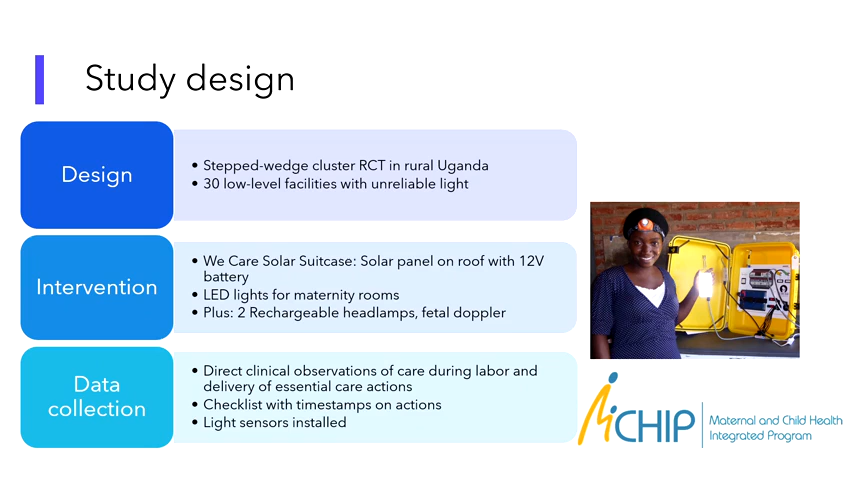 Study design
Design
• Stepped-wedge cluster RCT in rural Uganda
• 30 low-level facilities with unreliable light
Intervention
• We Care Solar Suitcase: Solar panel on roof with 12V
battery
• LED lights for maternity rooms
• Plus: 2 Rechargeable headlamps, fetal doppler
Data
collection
• Direct clinical observations of care during labor and
delivery of essential care actions
• Checklist with timestamps on actions
• Light sensors installed
MCHIP
Maternal and Child Health
Integrated Program